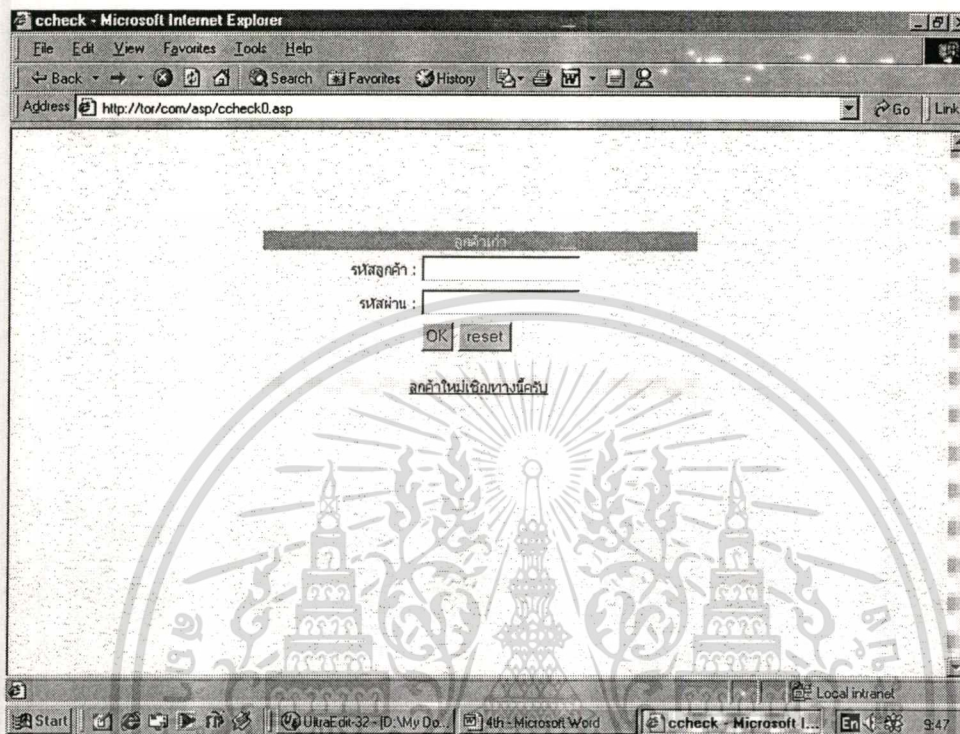 ccheck - Microsoft Internet Explorer
File Edit View Favorites Tools Help
Back Search Favorites History
Address http://tor/com/asp/ccheck0.asp Go Link
ลูกค้าเก่า
รหัสลูกค้า :
รหัสผ่าน :
OK reset
ลูกค้าใหม่เชิญทางนี้ครับ
Local intranet
Start UltraEdit-32 - [D:\My Do... 4th - Microsoft Word ccheck - Microsoft I... En 9:47